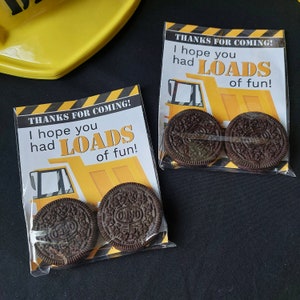 THANKS FOR COMING!
I hope you
had LOADS
of fun!
THANKS FOR COMING!
I hope you
had LOADS
of fun!